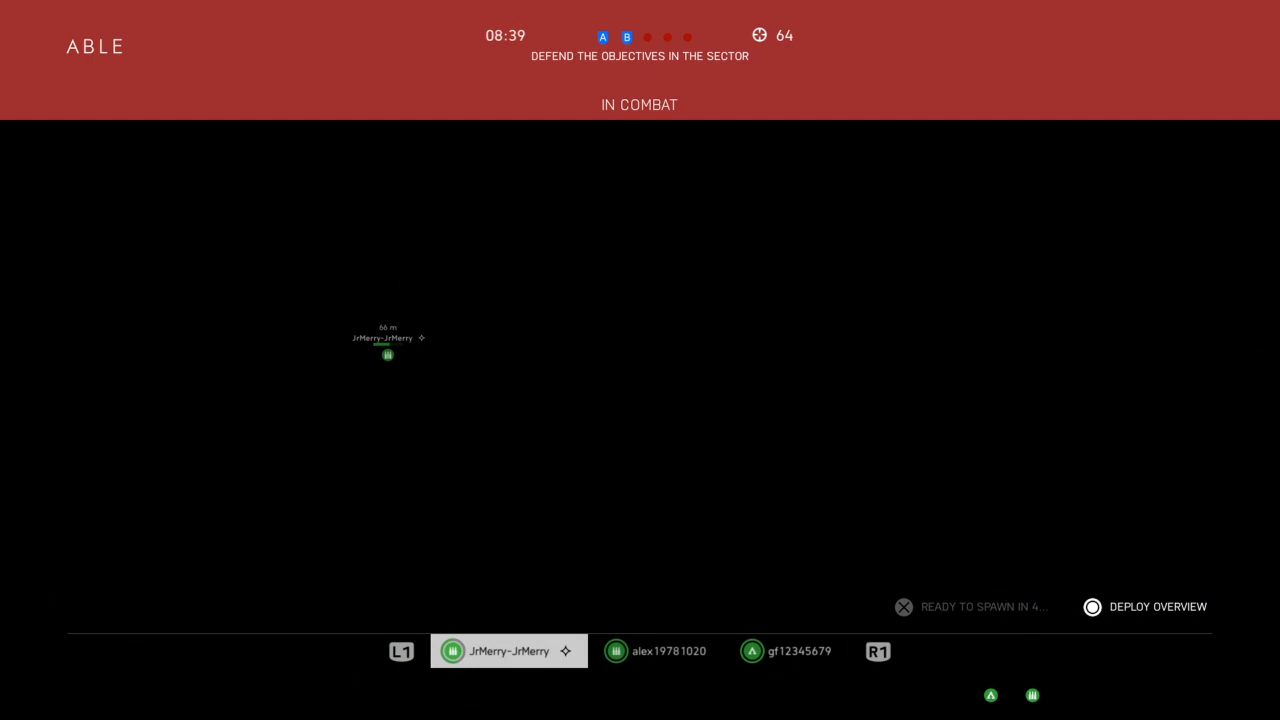 ABLE
08:39 A B 64
DEFEND THE OBJECTIVES IN THE SECTOR
IN COMBAT
66 m
JrMerry-JrMerry
READY TO SPAWN IN 4... DEPLOY OVERVIEW
L1 JrMerry-JrMerry alex19781020 gf12345679 R1